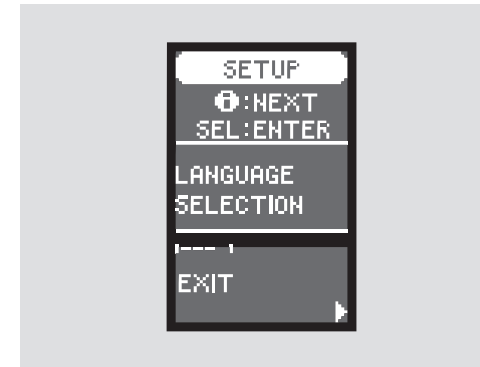 SETUP
i:NEXT
SEL:ENTER
LANGUAGE
SELECTION
EXIT